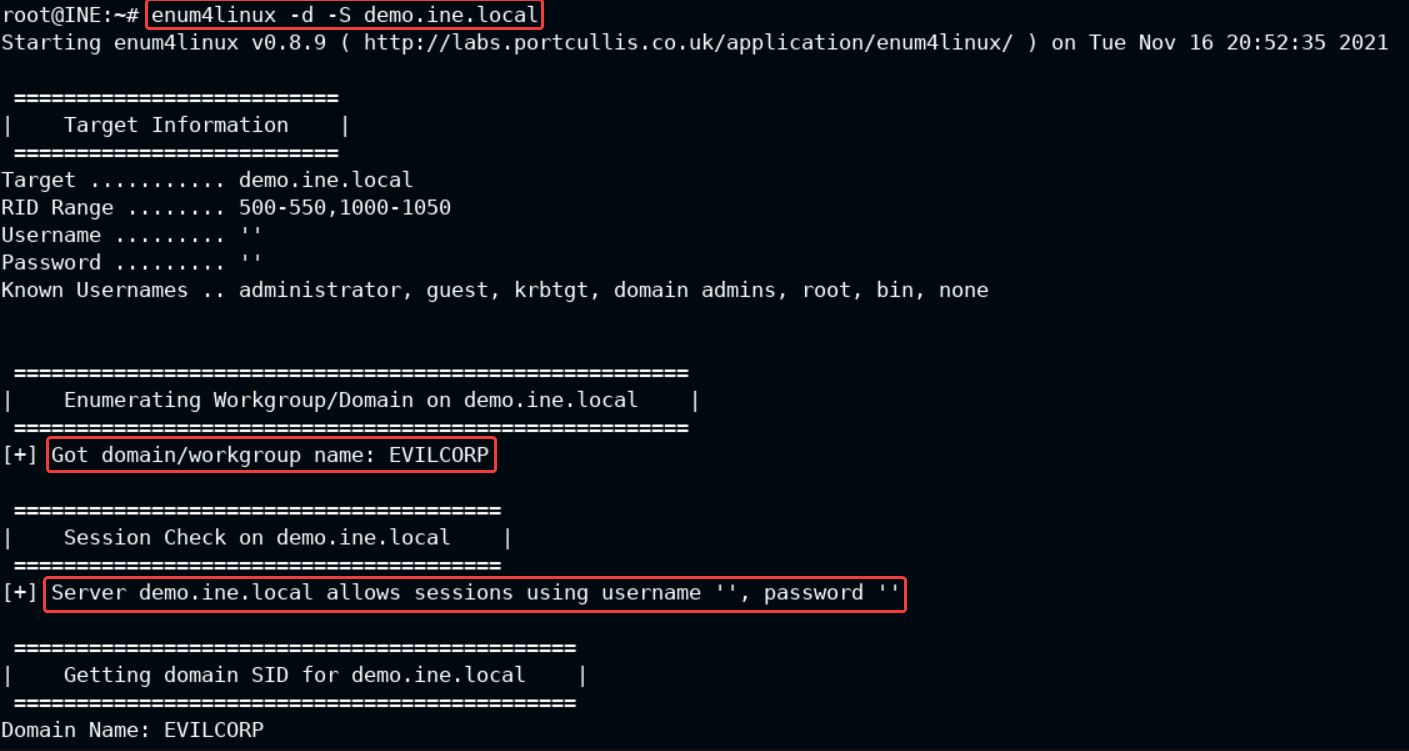 root@INE:~# enum4linux -d -S demo.ine.local
Starting enum4linux v0.8.9 ( http://labs.portcullis.co.uk/application/enum4linux/ ) on Tue Nov 16 20:52:35 2021
==========================
|    Target Information    |
==========================
Target ........... demo.ine.local
RID Range ........ 500-550,1000-1050
Username ......... ''
Password ......... ''
Known Usernames .. administrator, guest, krbtgt, domain admins, root, bin, none
======================================================
|    Enumerating Workgroup/Domain on demo.ine.local    |
======================================================
[+] Got domain/workgroup name: EVILCORP
=======================================
|    Session Check on demo.ine.local    |
=======================================
[+] Server demo.ine.local allows sessions using username '', password ''
=============================================
|    Getting domain SID for demo.ine.local    |
=============================================
Domain Name: EVILCORP